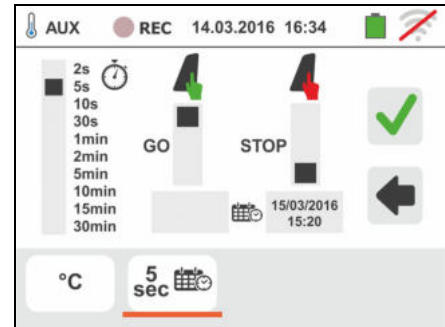 AUX REC 14.03.2016 16:34
2s
5s
10s
30s
1min
2min
5min
10min
15min
30min
GO
STOP
15/03/2016
15:20
°C
5
sec